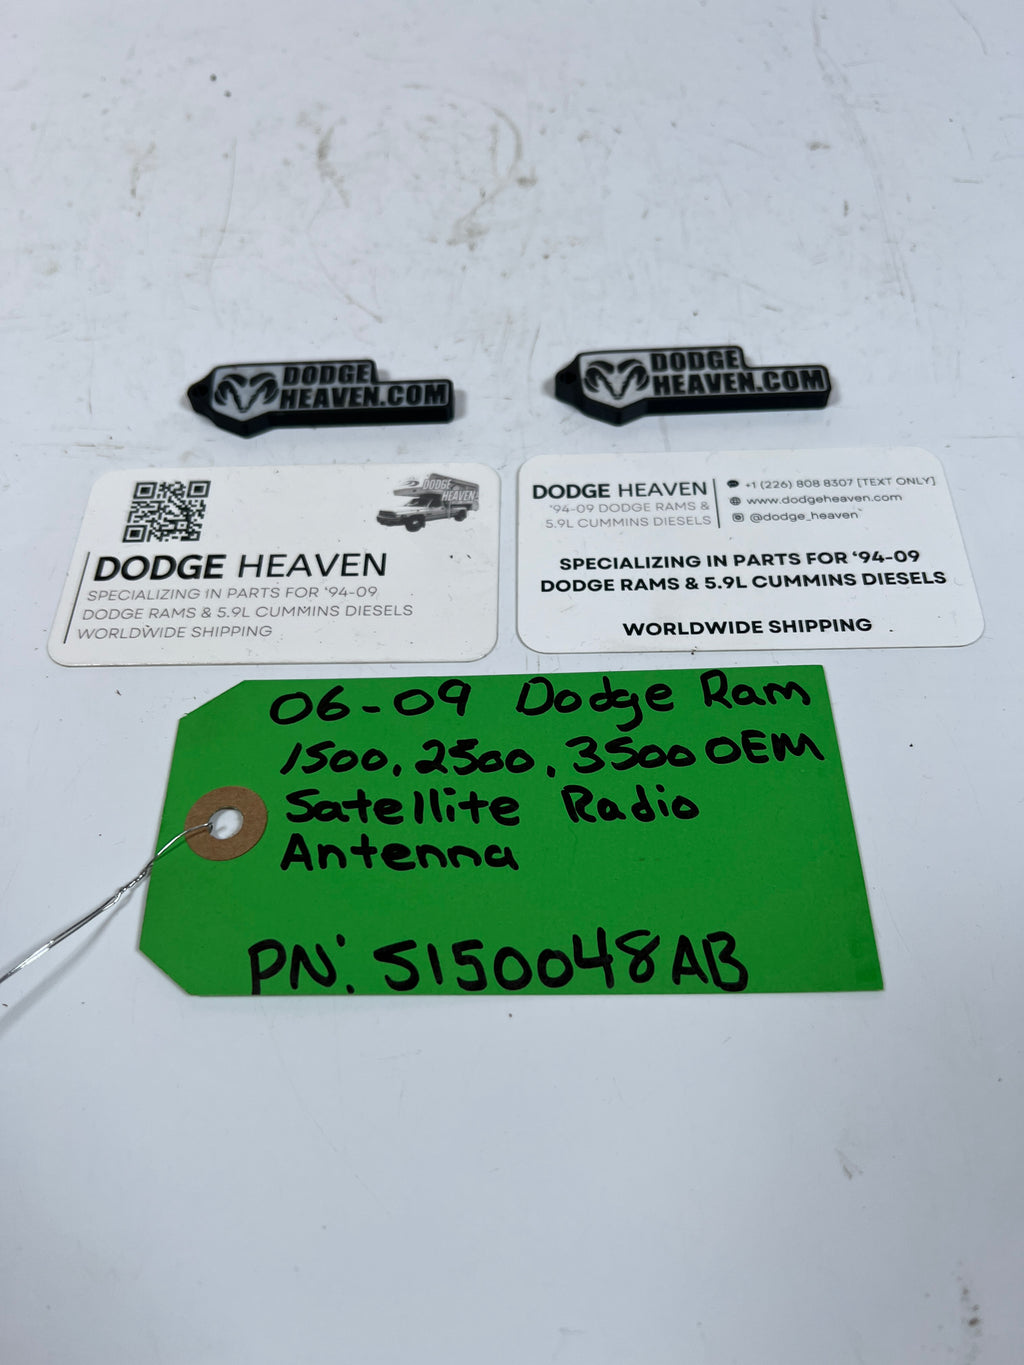 DODGE
HEAVEN.COM
DODGE
HEAVEN.COM
DODGE
HEAVEN
DODGE HEAVEN
SPECIALIZING IN PARTS FOR '94-09
DODGE RAMS & 5.9L CUMMINS DIESELS
WORLDWIDE SHIPPING
DODGE HEAVEN
'94-09 DODGE RAMS &
5.9L CUMMINS DIESELS
+1 (226) 808 8307 [TEXT ONLY]
www.dodgeheaven.com
@dodge_heaven
SPECIALIZING IN PARTS FOR '94-09
DODGE RAMS & 5.9L CUMMINS DIESELS
WORLDWIDE SHIPPING
06-09 Dodge Ram
1500, 2500, 3500 OEM
Satellite Radio
Antenna
PN: 5150048AB